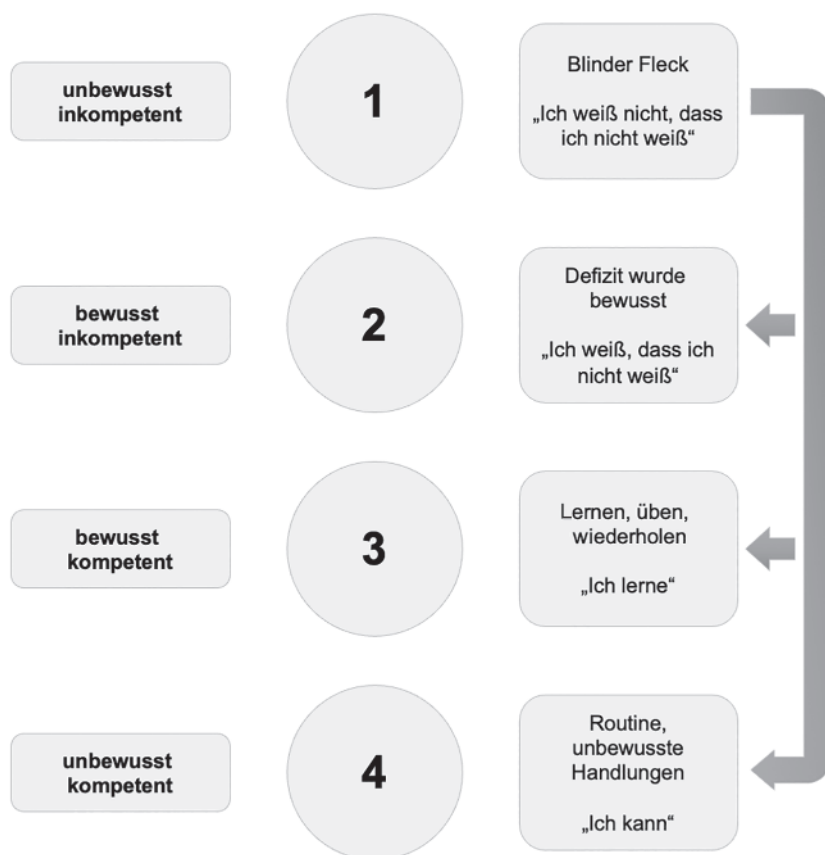 unbewusst
inkompetent
1
Blinder Fleck
„Ich weiß nicht, dass
ich nicht weiß“
bewusst
inkompetent
2
Defizit wurde
bewusst
„Ich weiß, dass ich
nicht weiß“
bewusst
kompetent
3
Lernen, üben,
wiederholen
„Ich lerne“
unbewusst
kompetent
4
Routine,
unbewusste
Handlungen
„Ich kann“